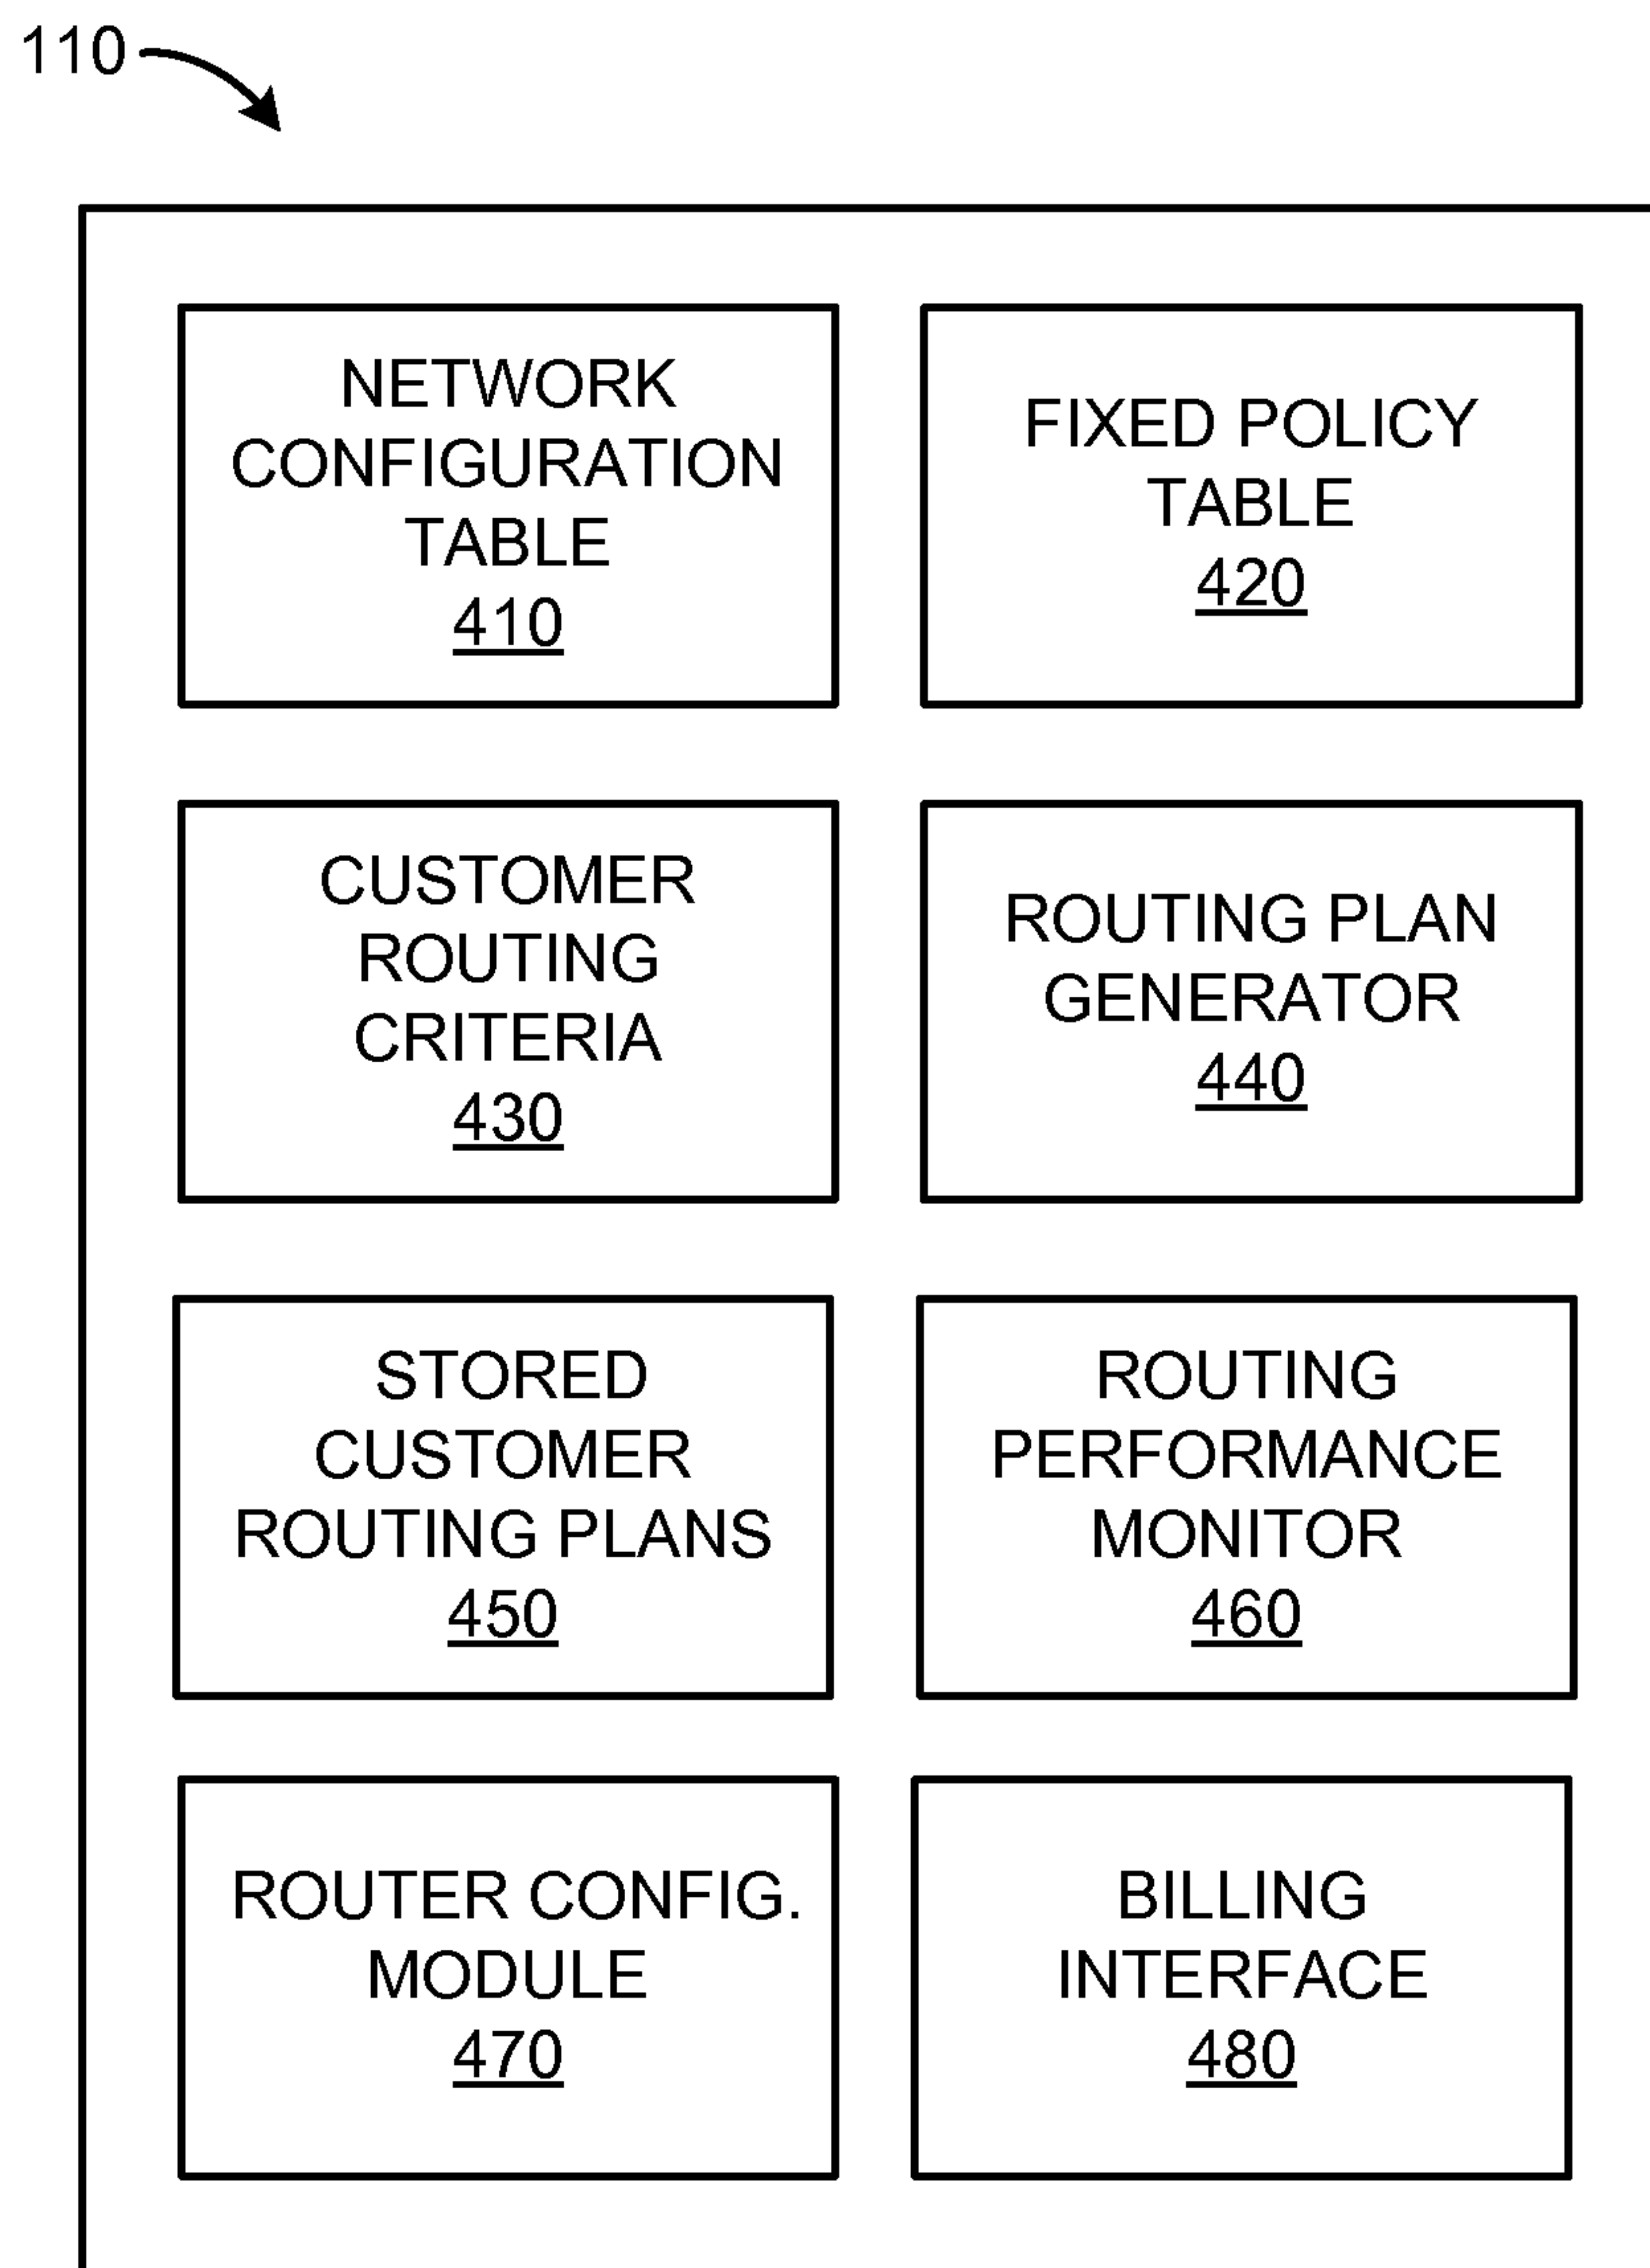 110
NETWORK
CONFIGURATION
TABLE
410
FIXED POLICY
TABLE
420
CUSTOMER
ROUTING
CRITERIA
430
ROUTING PLAN
GENERATOR
440
STORED
CUSTOMER
ROUTING PLANS
450
ROUTING
PERFORMANCE
MONITOR
460
ROUTER CONFIG.
MODULE
470
BILLING
INTERFACE
480